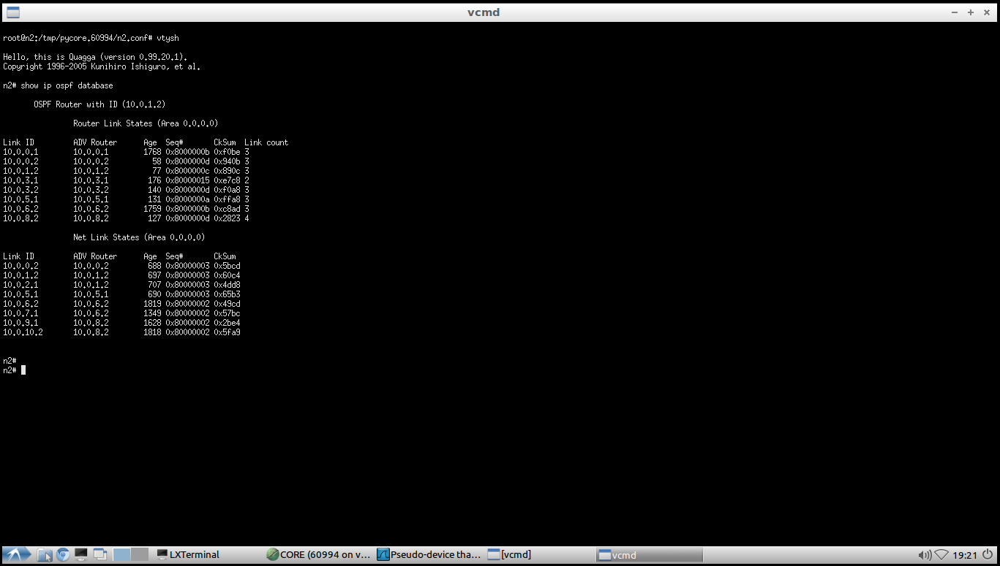 vcmd
root@n2:/tmp/pycore.60994/n2.conf# vtysh
Hello, this is Quagga (version 0.99.20.1).
Copyright 1996-2005 Kunihiro Ishiguro, et al.
n2# show ip ospf database
OSPF Router with ID (10.0.1.2)
Router Link States (Area 0.0.0.0)
Link ID ADV Router Age Seq# CkSum Link count
10.0.0.1 10.0.0.1 1768 0x8000000b 0xf0be 3
10.0.0.2 10.0.0.2 58 0x8000000d 0x940b 3
10.0.1.2 10.0.1.2 77 0x8000000c 0x890c 3
10.0.3.1 10.0.3.1 176 0x80000015 0xe7c8 2
10.0.3.2 10.0.3.2 140 0x8000000d 0xf0a8 3
10.0.5.1 10.0.5.1 131 0x8000000a 0xffa8 3
10.0.6.2 10.0.6.2 1759 0x8000000b 0xc8ad 3
10.0.8.2 10.0.8.2 127 0x8000000d 0x2823 4
Net Link States (Area 0.0.0.0)
Link ID ADV Router Age Seq# CkSum
10.0.0.2 10.0.0.2 688 0x80000003 0x5bcd
10.0.1.2 10.0.1.2 697 0x80000003 0x60c4
10.0.2.1 10.0.1.2 707 0x80000003 0x4dd8
10.0.5.1 10.0.5.1 690 0x80000003 0x65b3
10.0.6.2 10.0.6.2 1819 0x80000002 0x49cd
10.0.7.1 10.0.6.2 1349 0x80000002 0x57bc
10.0.9.1 10.0.8.2 1628 0x80000002 0x2be4
10.0.10.2 10.0.8.2 1818 0x80000002 0x5fa9
n2#
n2#
LXTerminal CORE (60994 on v... Pseudo-device tha... [vcmd] vcmd 19:21